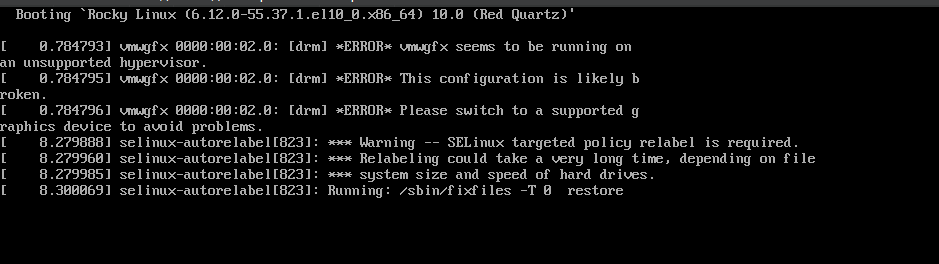 Booting `Rocky Linux (6.12.0-55.37.1.el10_0.x86_64) 10.0 (Red Quartz)'
[    0.784793] vmwgfx 0000:00:02.0: [drm] *ERROR* vmwgfx seems to be running on
an unsupported hypervisor.
[    0.784795] vmwgfx 0000:00:02.0: [drm] *ERROR* This configuration is likely b
roken.
[    0.784796] vmwgfx 0000:00:02.0: [drm] *ERROR* Please switch to a supported g
raphics device to avoid problems.
[    8.279888] selinux-autorelabel[823]: *** Warning -- SELinux targeted policy relabel is required.
[    8.279960] selinux-autorelabel[823]: *** Relabeling could take a very long time, depending on file
[    8.279985] selinux-autorelabel[823]: *** system size and speed of hard drives.
[    8.300069] selinux-autorelabel[823]: Running: /sbin/fixfiles -T 0  restore